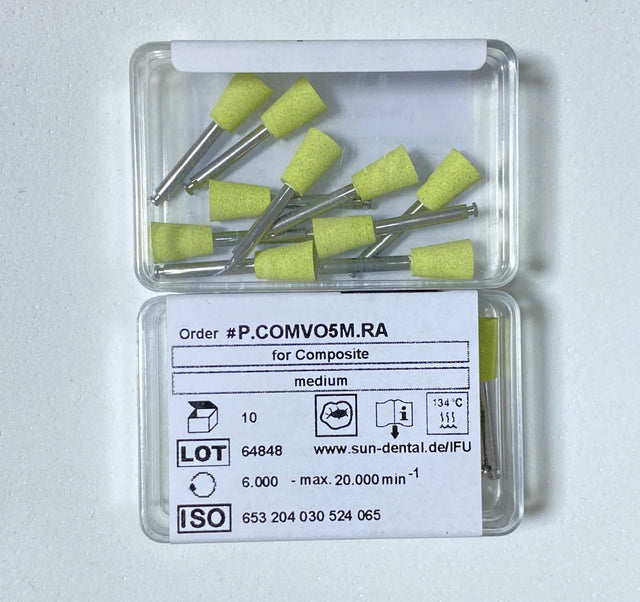 Order #P.COMVO5M.RA
for Composite
medium
10
i
134 °C
LOT 64848
www.sun-dental.de/IFU
6.000 - max. 20.000 min-1
ISO 653 204 030 524 065